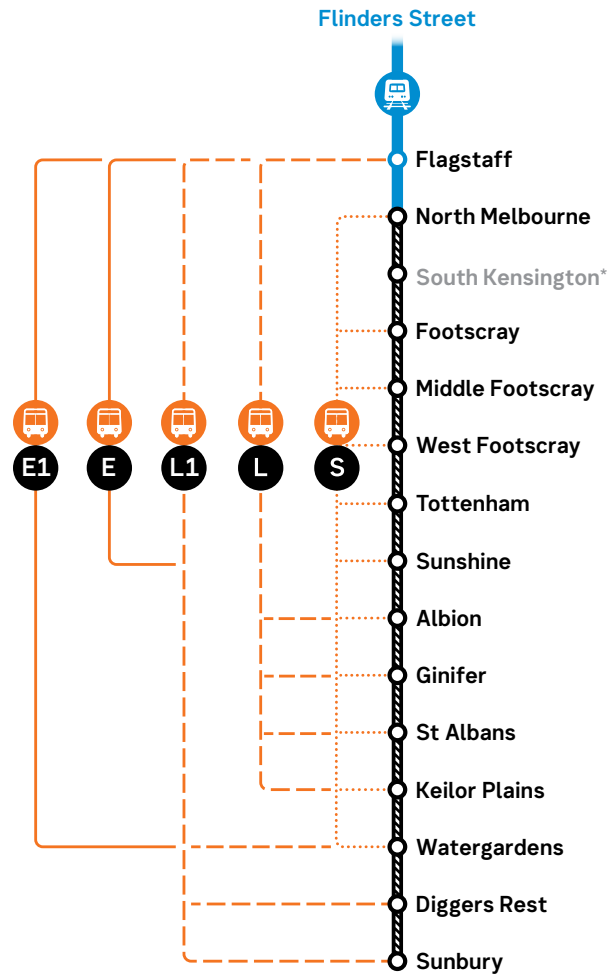 Flinders Street
Flagstaff
North Melbourne
South Kensington*
Footscray
Middle Footscray
West Footscray
E1 E L1 L S
Tottenham
Sunshine
Albion
Ginifer
St Albans
Keilor Plains
Watergardens
Diggers Rest
Sunbury